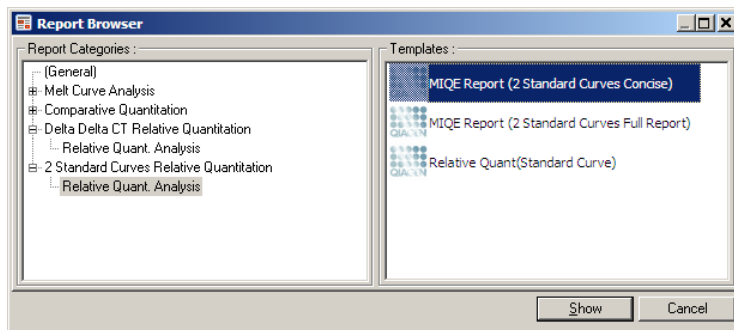 Report Browser
Report Categories :
(General)
Melt Curve Analysis
Comparative Quantitation
Delta Delta CT Relative Quantitation
Relative Quant. Analysis
2 Standard Curves Relative Quantitation
Relative Quant. Analysis
Templates :
MIQE Report (2 Standard Curves Concise)
MIQE Report (2 Standard Curves Full Report)
QIAGEN
Relative Quant(Standard Curve)
QIAGEN
Show
Cancel